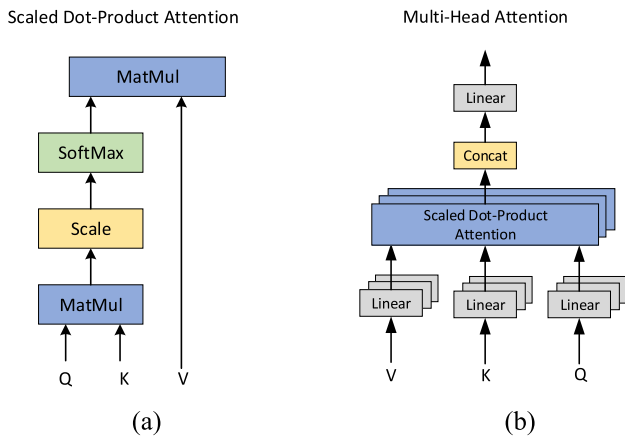 Scaled Dot-Product Attention
MatMul
SoftMax
Scale
MatMul
Q K V
(a)
Multi-Head Attention
Linear
Concat
Scaled Dot-Product
Attention
Linear Linear Linear
V K Q
(b)